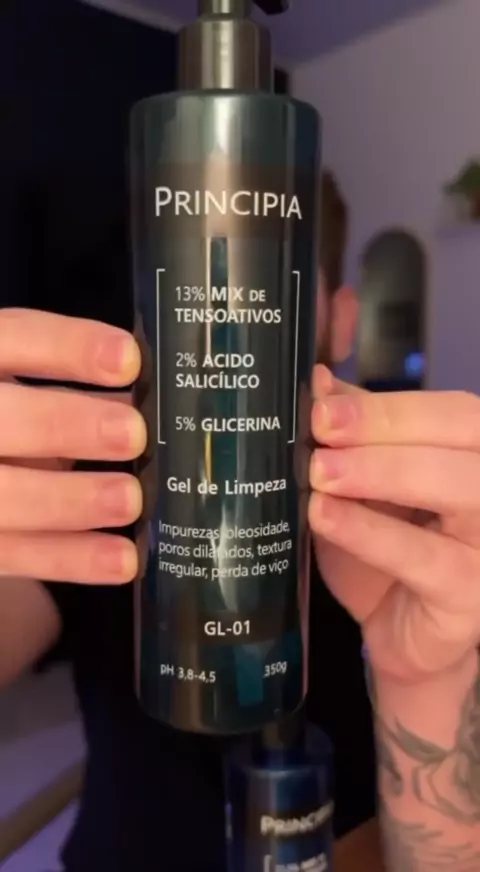 PRINCIPIA
13% MIX DE
TENSOATIVOS
2% ACIDO
SALICÍLICO
5% GLICERINA
Gel de Limpeza
Impurezas, oleosidade,
poros dilatados, textura
irregular, perda de viço
GL-01
pH 3,8-4,5 350g
PRINCIPIA